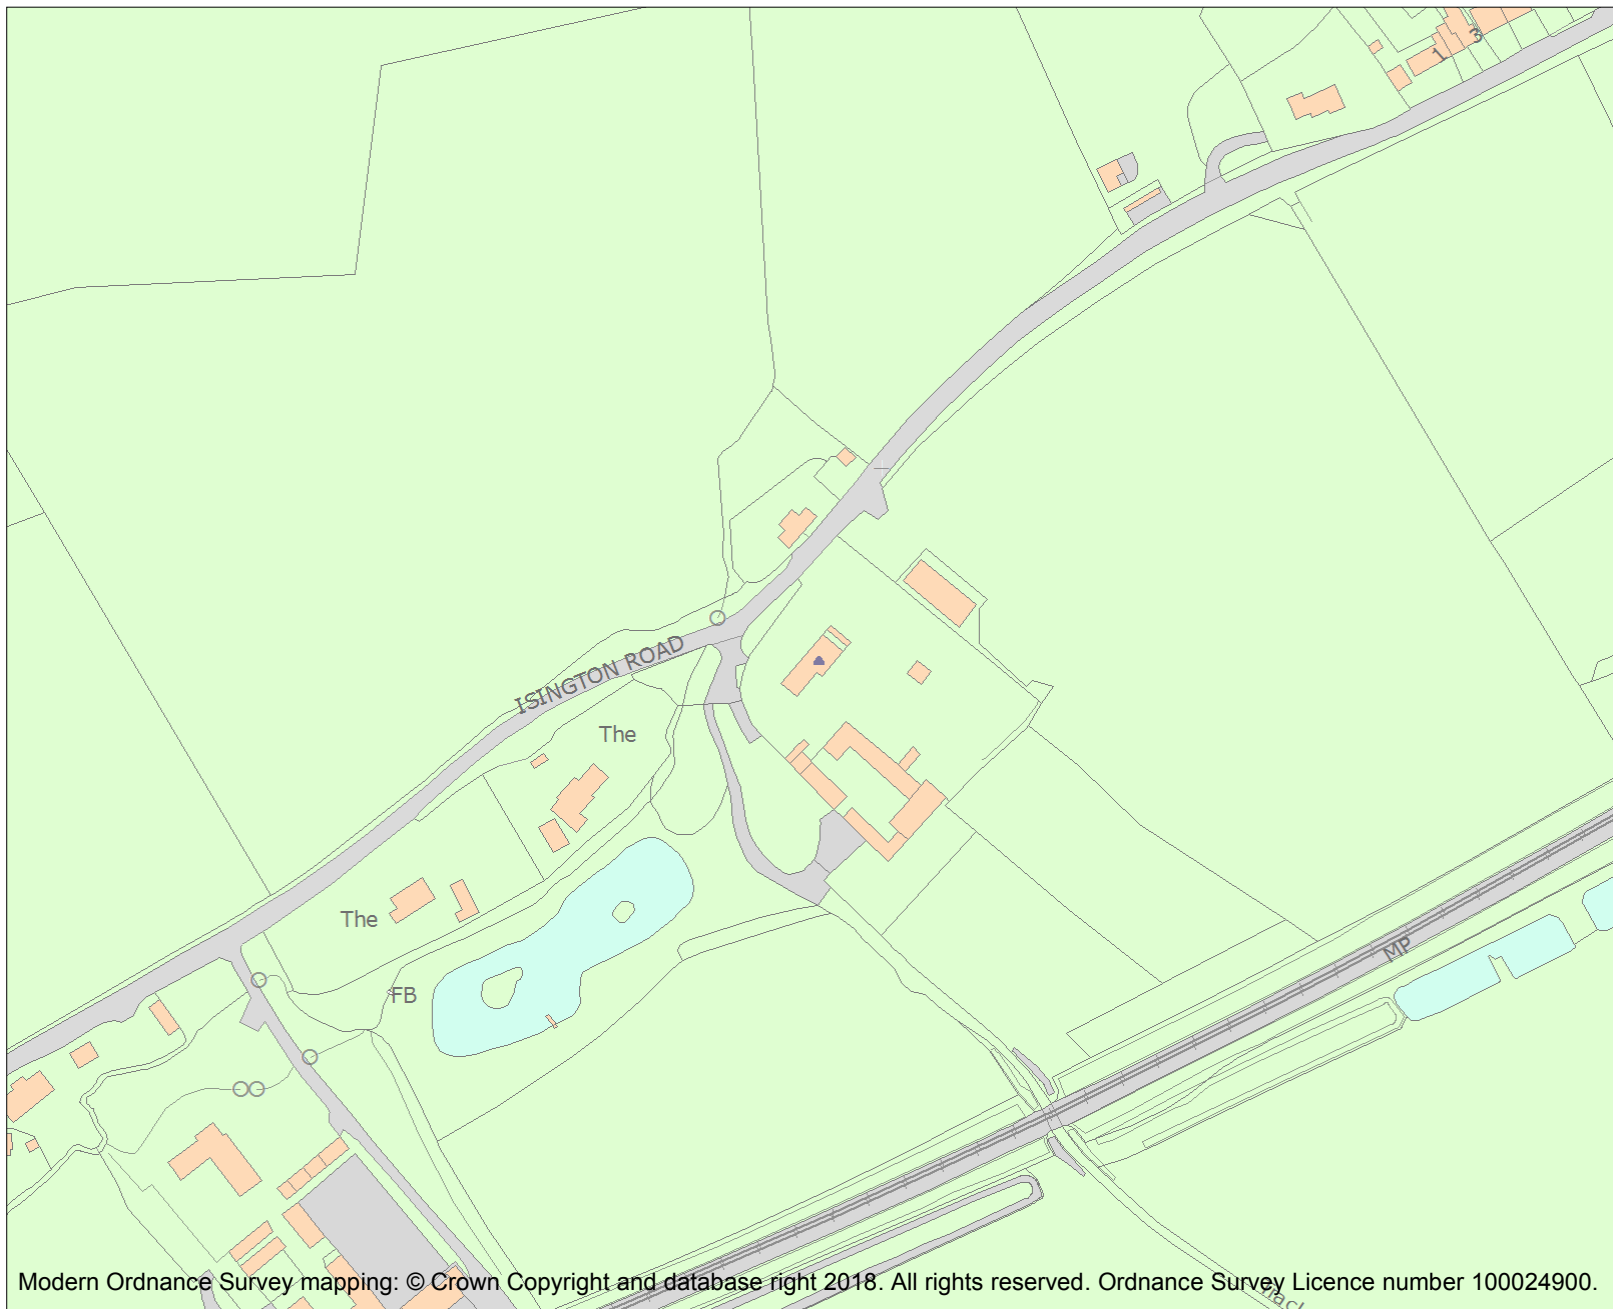 1
3
ISINGTON ROAD
The
The
FB
MP
Modern Ordnance Survey mapping: © Crown Copyright and database right 2018. All rights reserved. Ordnance Survey Licence number 100024900.